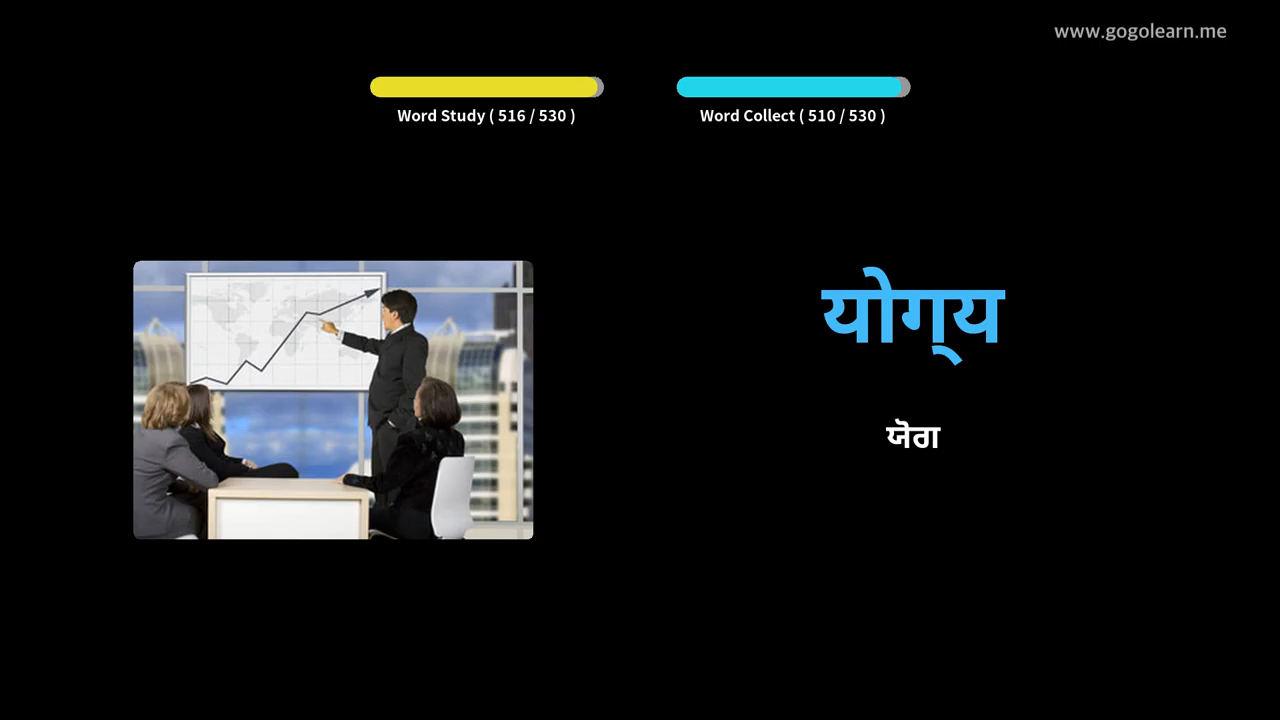 www.gogolearn.me
Word Study ( 516 / 530 )
Word Collect ( 510 / 530 )
योग्‌य
ਯੋਗ